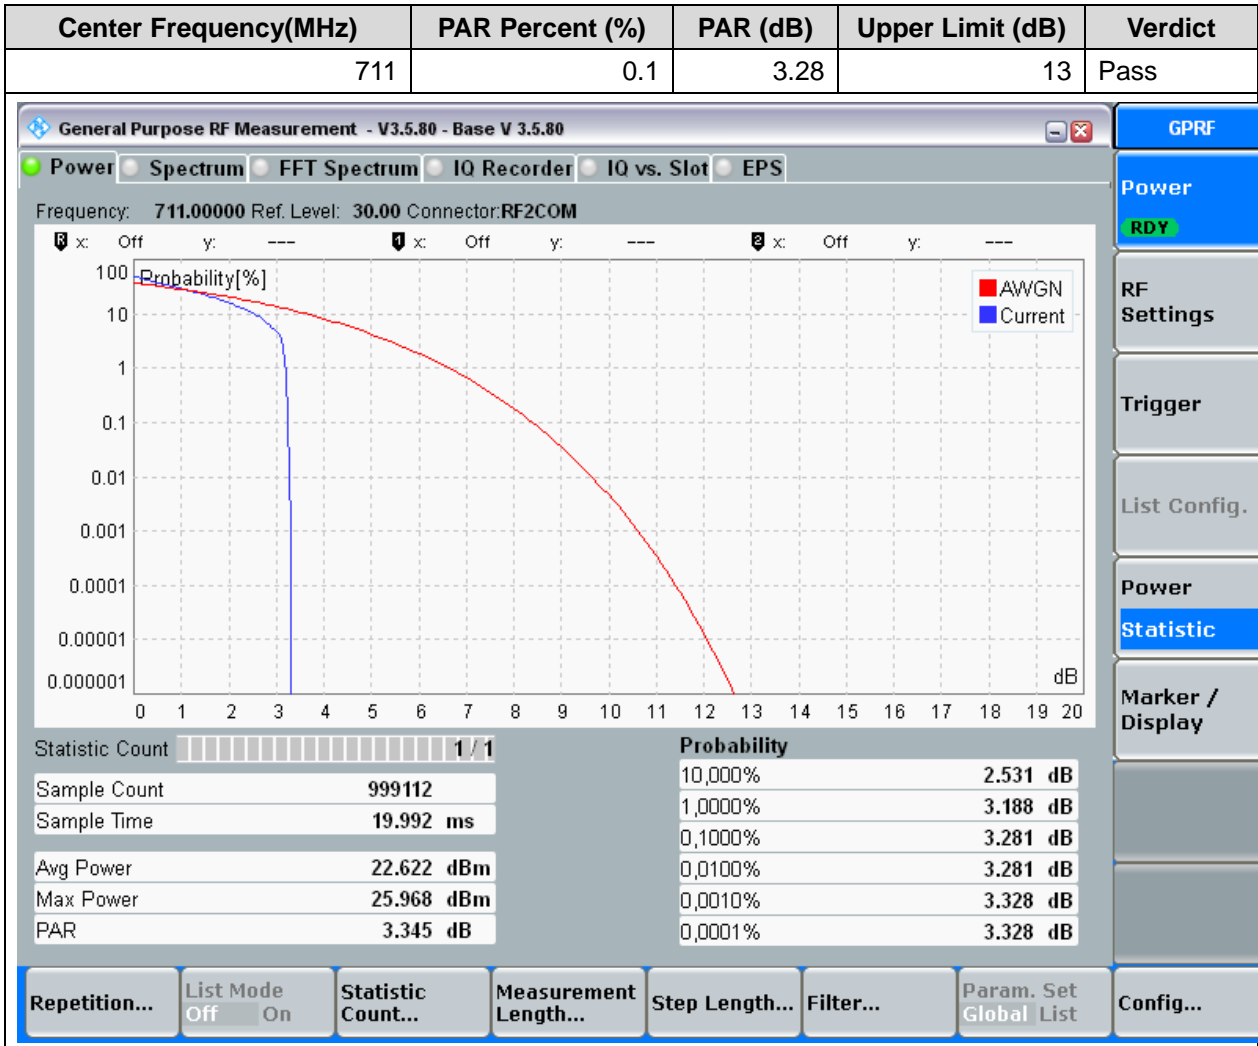 Center Frequency(MHz) PAR Percent (%) PAR (dB) Upper Limit (dB) Verdict
711 0.1 3.28 13 Pass
General Purpose RF Measurement - V3.5.80 - Base V 3.5.80
GPRF
Power Spectrum FFT Spectrum IQ Recorder IQ vs. Slot EPS
Power
RDY
Frequency: 711.00000 Ref. Level: 30.00 Connector:RF2COM
R x: Off y: --- 1 x: Off y: --- 2 x: Off y: ---
Probability[%]
AWGN
Current
100
10
1
0.1
0.01
0.001
0.0001
0.00001
0.000001
dB
0 1 2 3 4 5 6 7 8 9 10 11 12 13 14 15 16 17 18 19 20
RF
Settings
Trigger
List Config.
Power
Statistic
Marker /
Display
Statistic Count 1 / 1
Sample Count 999112
Sample Time 19.992 ms
Avg Power 22.622 dBm
Max Power 25.968 dBm
PAR 3.345 dB
Probability
10,000% 2.531 dB
1,0000% 3.188 dB
0,1000% 3.281 dB
0,0100% 3.281 dB
0,0010% 3.328 dB
0,0001% 3.328 dB
Repetition...
List Mode
Off On
Statistic
Count...
Measurement
Length...
Step Length...
Filter...
Param. Set
Global List
Config...